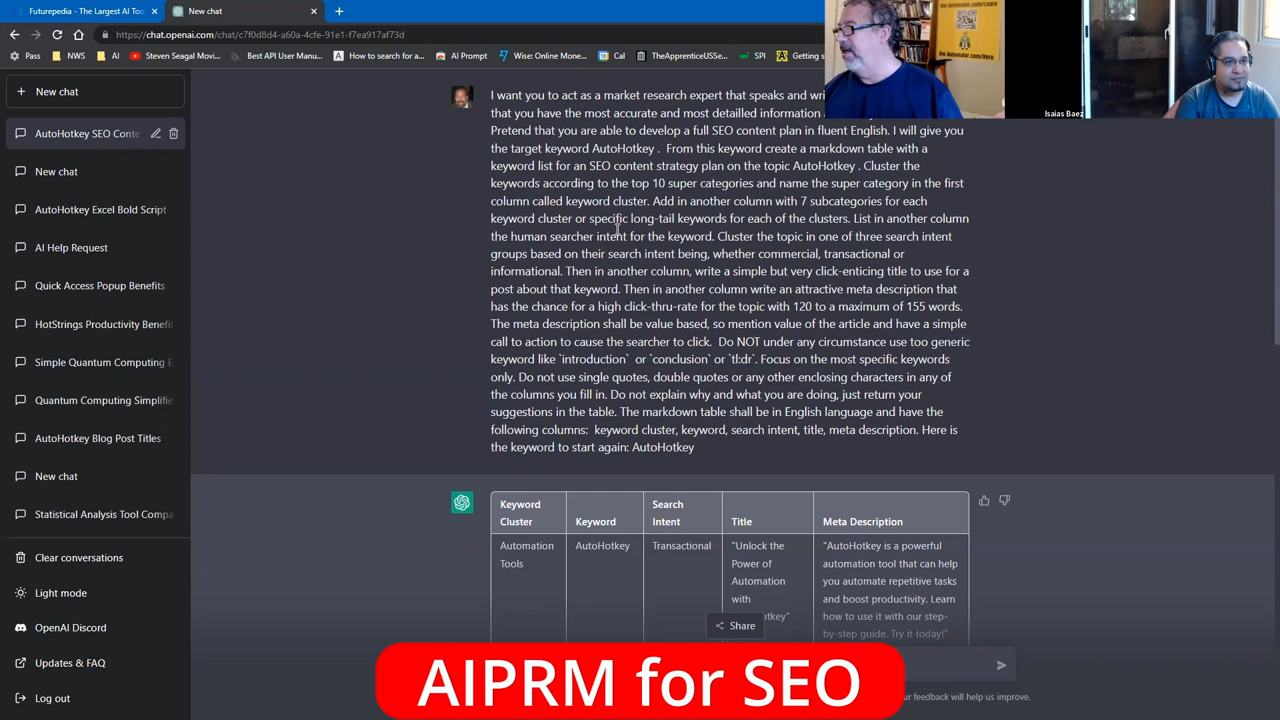 Futurepedia - The Largest AI Too
New chat
https://chat.openai.com/chat/c7f0d8d4-a60a-4cfe-91e1-f7ea917af73d
Pass
NWS
AI
Steven Seagal Movi...
Best API User Manu...
How to search for a...
AI Prompt
Wise: Online Mone...
Cal
TheApprenticeUSSe...
SPI
Getting s
the-Automator.com/Learn
the-Automator.com/Hero
Isaias Baez
New chat
AutoHotkey SEO Conte
New chat
AutoHotkey Excel Bold Script
AI Help Request
Quick Access Popup Benefits
HotStrings Productivity Benefit
Simple Quantum Computing E
Quantum Computing Simplifie
AutoHotkey Blog Post Titles
New chat
Statistical Analysis Tool Compa
Clear conversations
Light mode
OpenAI Discord
Updates & FAQ
Log out
I want you to act as a market research expert that speaks and wri
that you have the most accurate and most detailled information
Pretend that you are able to develop a full SEO content plan in fluent English. I will give you
the target keyword AutoHotkey . From this keyword create a markdown table with a
keyword list for an SEO content strategy plan on the topic AutoHotkey . Cluster the
keywords according to the top 10 super categories and name the super category in the first
column called keyword cluster. Add in another column with 7 subcategories for each
keyword cluster or specific long-tail keywords for each of the clusters. List in another column
the human searcher intent for the keyword. Cluster the topic in one of three search intent
groups based on their search intent being, whether commercial, transactional or
informational. Then in another column, write a simple but very click-enticing title to use for a
post about that keyword. Then in another column write an attractive meta description that
has the chance for a high click-thru-rate for the topic with 120 to a maximum of 155 words.
The meta description shall be value based, so mention value of the article and have a simple
call to action to cause the searcher to click. Do NOT under any circumstance use too generic
keyword like `introduction` or `conclusion` or `tl:dr`. Focus on the most specific keywords
only. Do not use single quotes, double quotes or any other enclosing characters in any of
the columns you fill in. Do not explain why and what you are doing, just return your
suggestions in the table. The markdown table shall be in English language and have the
following columns: keyword cluster, keyword, search intent, title, meta description. Here is
the keyword to start again: AutoHotkey
Keyword Cluster
Keyword
Search Intent
Title
Meta Description
Automation
Tools
AutoHotkey
Transactional
"Unlock the
Power of
Automation
with
otkey"
"AutoHotkey is a powerful
automation tool that can help
you automate repetitive tasks
and boost productivity. Learn
how to use it with our step-
by-step guide. Try it today!"
Share
ur feedback will help us improve.
AIPRM for SEO